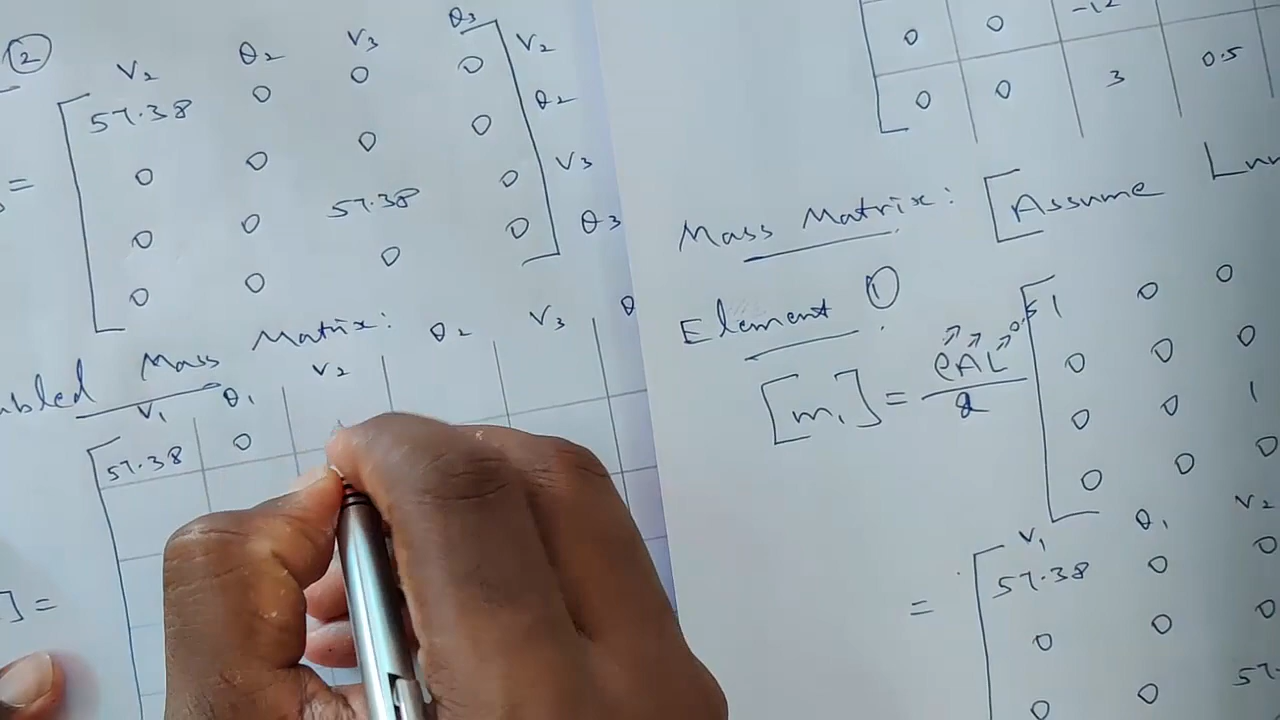 ②
V₂ θ₂ V₃ θ₃
57.38 0 0 0 V₂
= 0 0 0 0 θ₂
0 0 57.38 0 V₃
0 0 0 0 θ₃
Mass Matrix:
V₁ θ₁ V₂ θ₂ V₃ θ
57.38 0
] =
0 0 -12
0 0 3 0.5
Mass Matrix: [Assume
Element ①
[m₁] = ρAL 0.5
2
1 0 0
0 0 0
0 0 1
0 0 0
V₁ θ₁ V₂
= 57.38 0 0
0 0 0
0 0